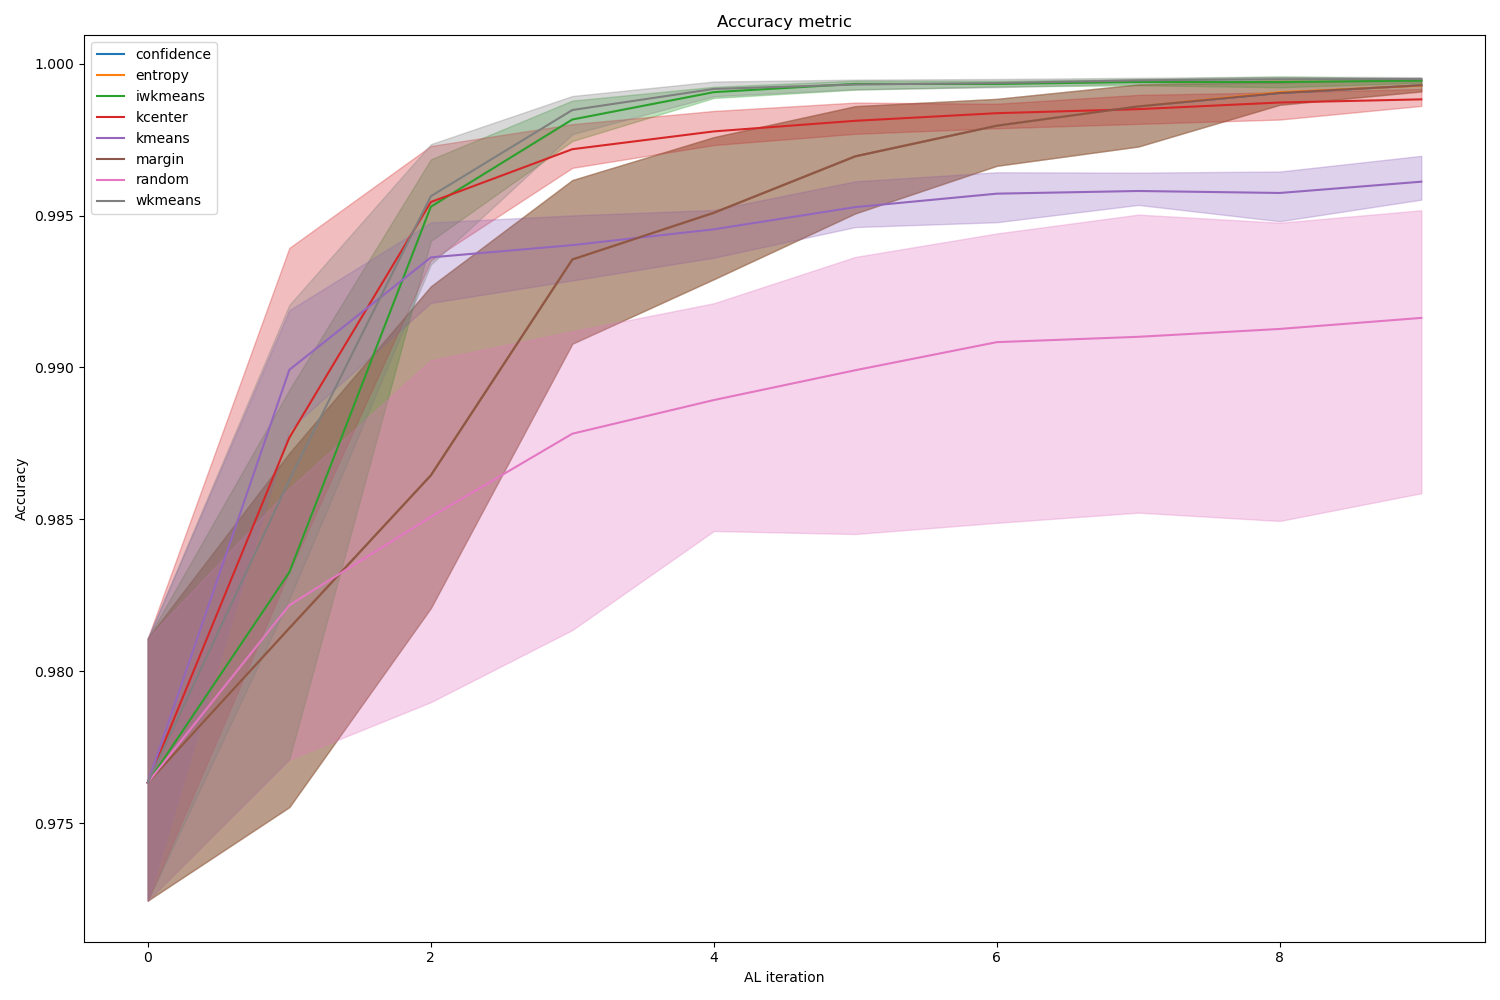 Accuracy metric
confidence
entropy
iwkmeans
kcenter
kmeans
margin
random
wkmeans
1.000
0.995
0.990
0.985
0.980
0.975
Accuracy
0
2
4
6
8
AL iteration